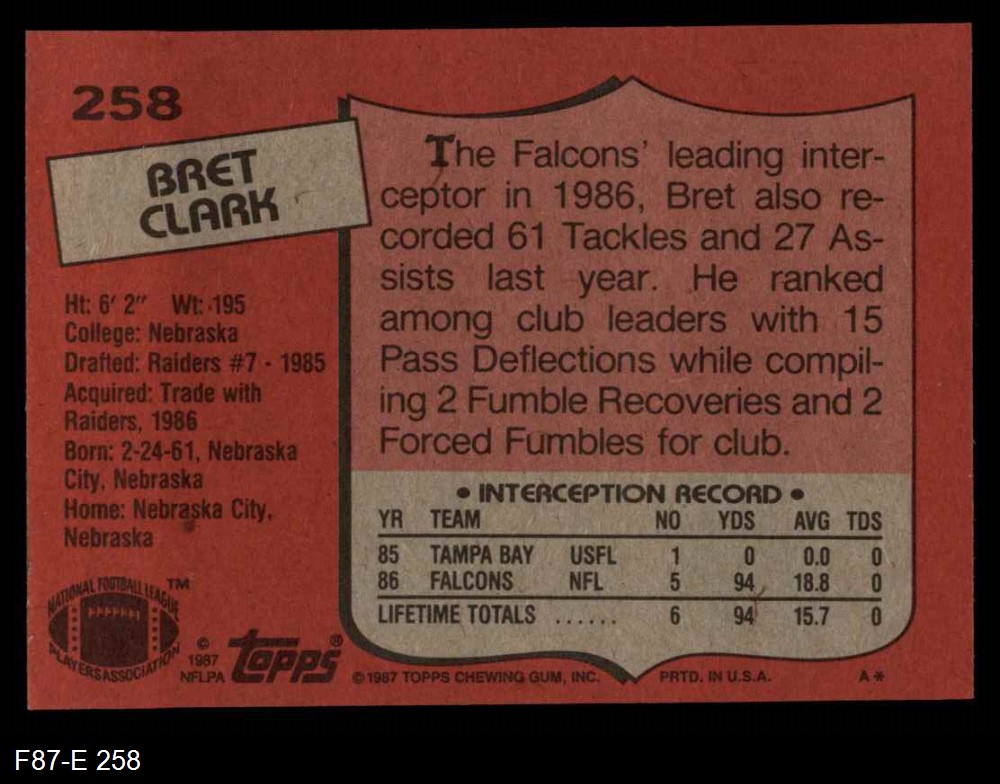 258
BRET
CLARK
Ht: 6' 2" Wt: 195
College: Nebraska
Drafted: Raiders #7 - 1985
Acquired: Trade with
Raiders, 1986
Born: 2-24-61, Nebraska
City, Nebraska
Home: Nebraska City,
Nebraska
NATIONAL FOOTBALL LEAGUE ™
PLAYERS ASSOCIATION
©
1987
NFLPA
topps®
The Falcons' leading inter-
ceptor in 1986, Bret also re-
corded 61 Tackles and 27 As-
sists last year. He ranked
among club leaders with 15
Pass Deflections while compil-
ing 2 Fumble Recoveries and 2
Forced Fumbles for club.
• INTERCEPTION RECORD •
YR TEAM NO YDS AVG TDS
85 TAMPA BAY USFL 1 0 0.0 0
86 FALCONS NFL 5 94 18.8 0
LIFETIME TOTALS ...... 6 94 15.7 0
©1987 TOPPS CHEWING GUM, INC. PRTD. IN U.S.A. A*
F87-E 258